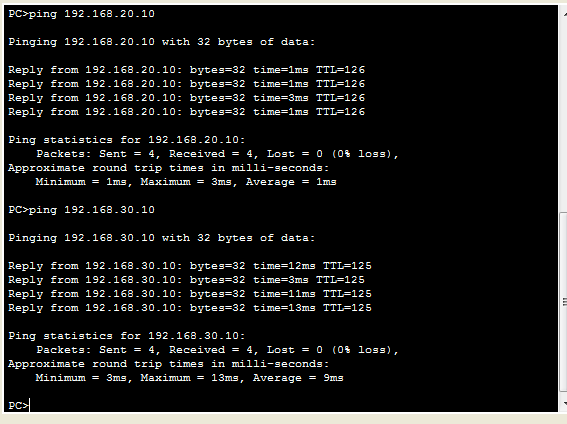 PC>ping 192.168.20.10
Pinging 192.168.20.10 with 32 bytes of data:
Reply from 192.168.20.10: bytes=32 time=1ms TTL=126
Reply from 192.168.20.10: bytes=32 time=1ms TTL=126
Reply from 192.168.20.10: bytes=32 time=3ms TTL=126
Reply from 192.168.20.10: bytes=32 time=1ms TTL=126
Ping statistics for 192.168.20.10:
    Packets: Sent = 4, Received = 4, Lost = 0 (0% loss),
Approximate round trip times in milli-seconds:
    Minimum = 1ms, Maximum = 3ms, Average = 1ms
PC>ping 192.168.30.10
Pinging 192.168.30.10 with 32 bytes of data:
Reply from 192.168.30.10: bytes=32 time=12ms TTL=125
Reply from 192.168.30.10: bytes=32 time=3ms TTL=125
Reply from 192.168.30.10: bytes=32 time=11ms TTL=125
Reply from 192.168.30.10: bytes=32 time=13ms TTL=125
Ping statistics for 192.168.30.10:
    Packets: Sent = 4, Received = 4, Lost = 0 (0% loss),
Approximate round trip times in milli-seconds:
    Minimum = 3ms, Maximum = 13ms, Average = 9ms
PC>